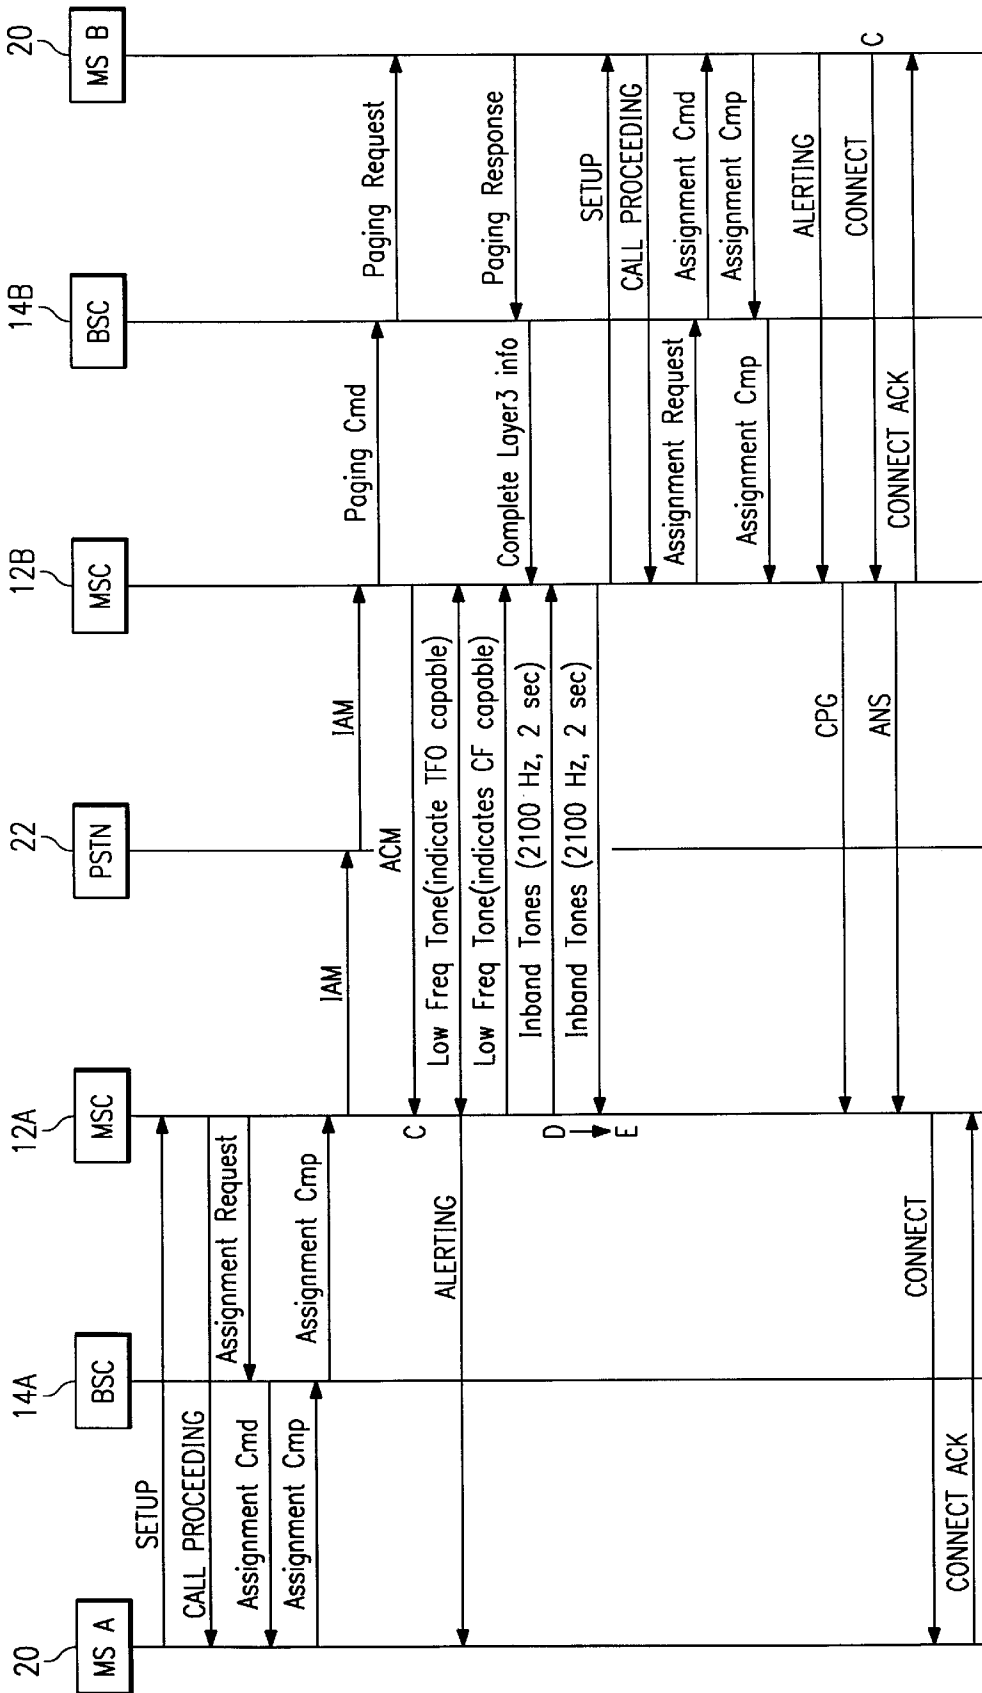 20
MS A
14A
BSC
12A
MSC
22
PSTN
12B
MSC
14B
BSC
20
MS B
SETUP
CALL PROCEEDING
Assignment Request
Assignment Cmd
Assignment Cmp
Assignment Cmp
IAM
IAM
Paging Cmd
Paging Request
ACM
C
Low Freq Tone(indicate TFO capable)
ALERTING
Low Freq Tone(indicates CF capable)
Paging Response
Complete Layer3 info
Inband Tones (2100 Hz, 2 sec)
D
E
Inband Tones (2100 Hz, 2 sec)
SETUP
CALL PROCEEDING
Assignment Request
Assignment Cmd
Assignment Cmp
Assignment Cmp
ALERTING
CPG
CONNECT
C
ANS
CONNECT ACK
CONNECT
CONNECT ACK